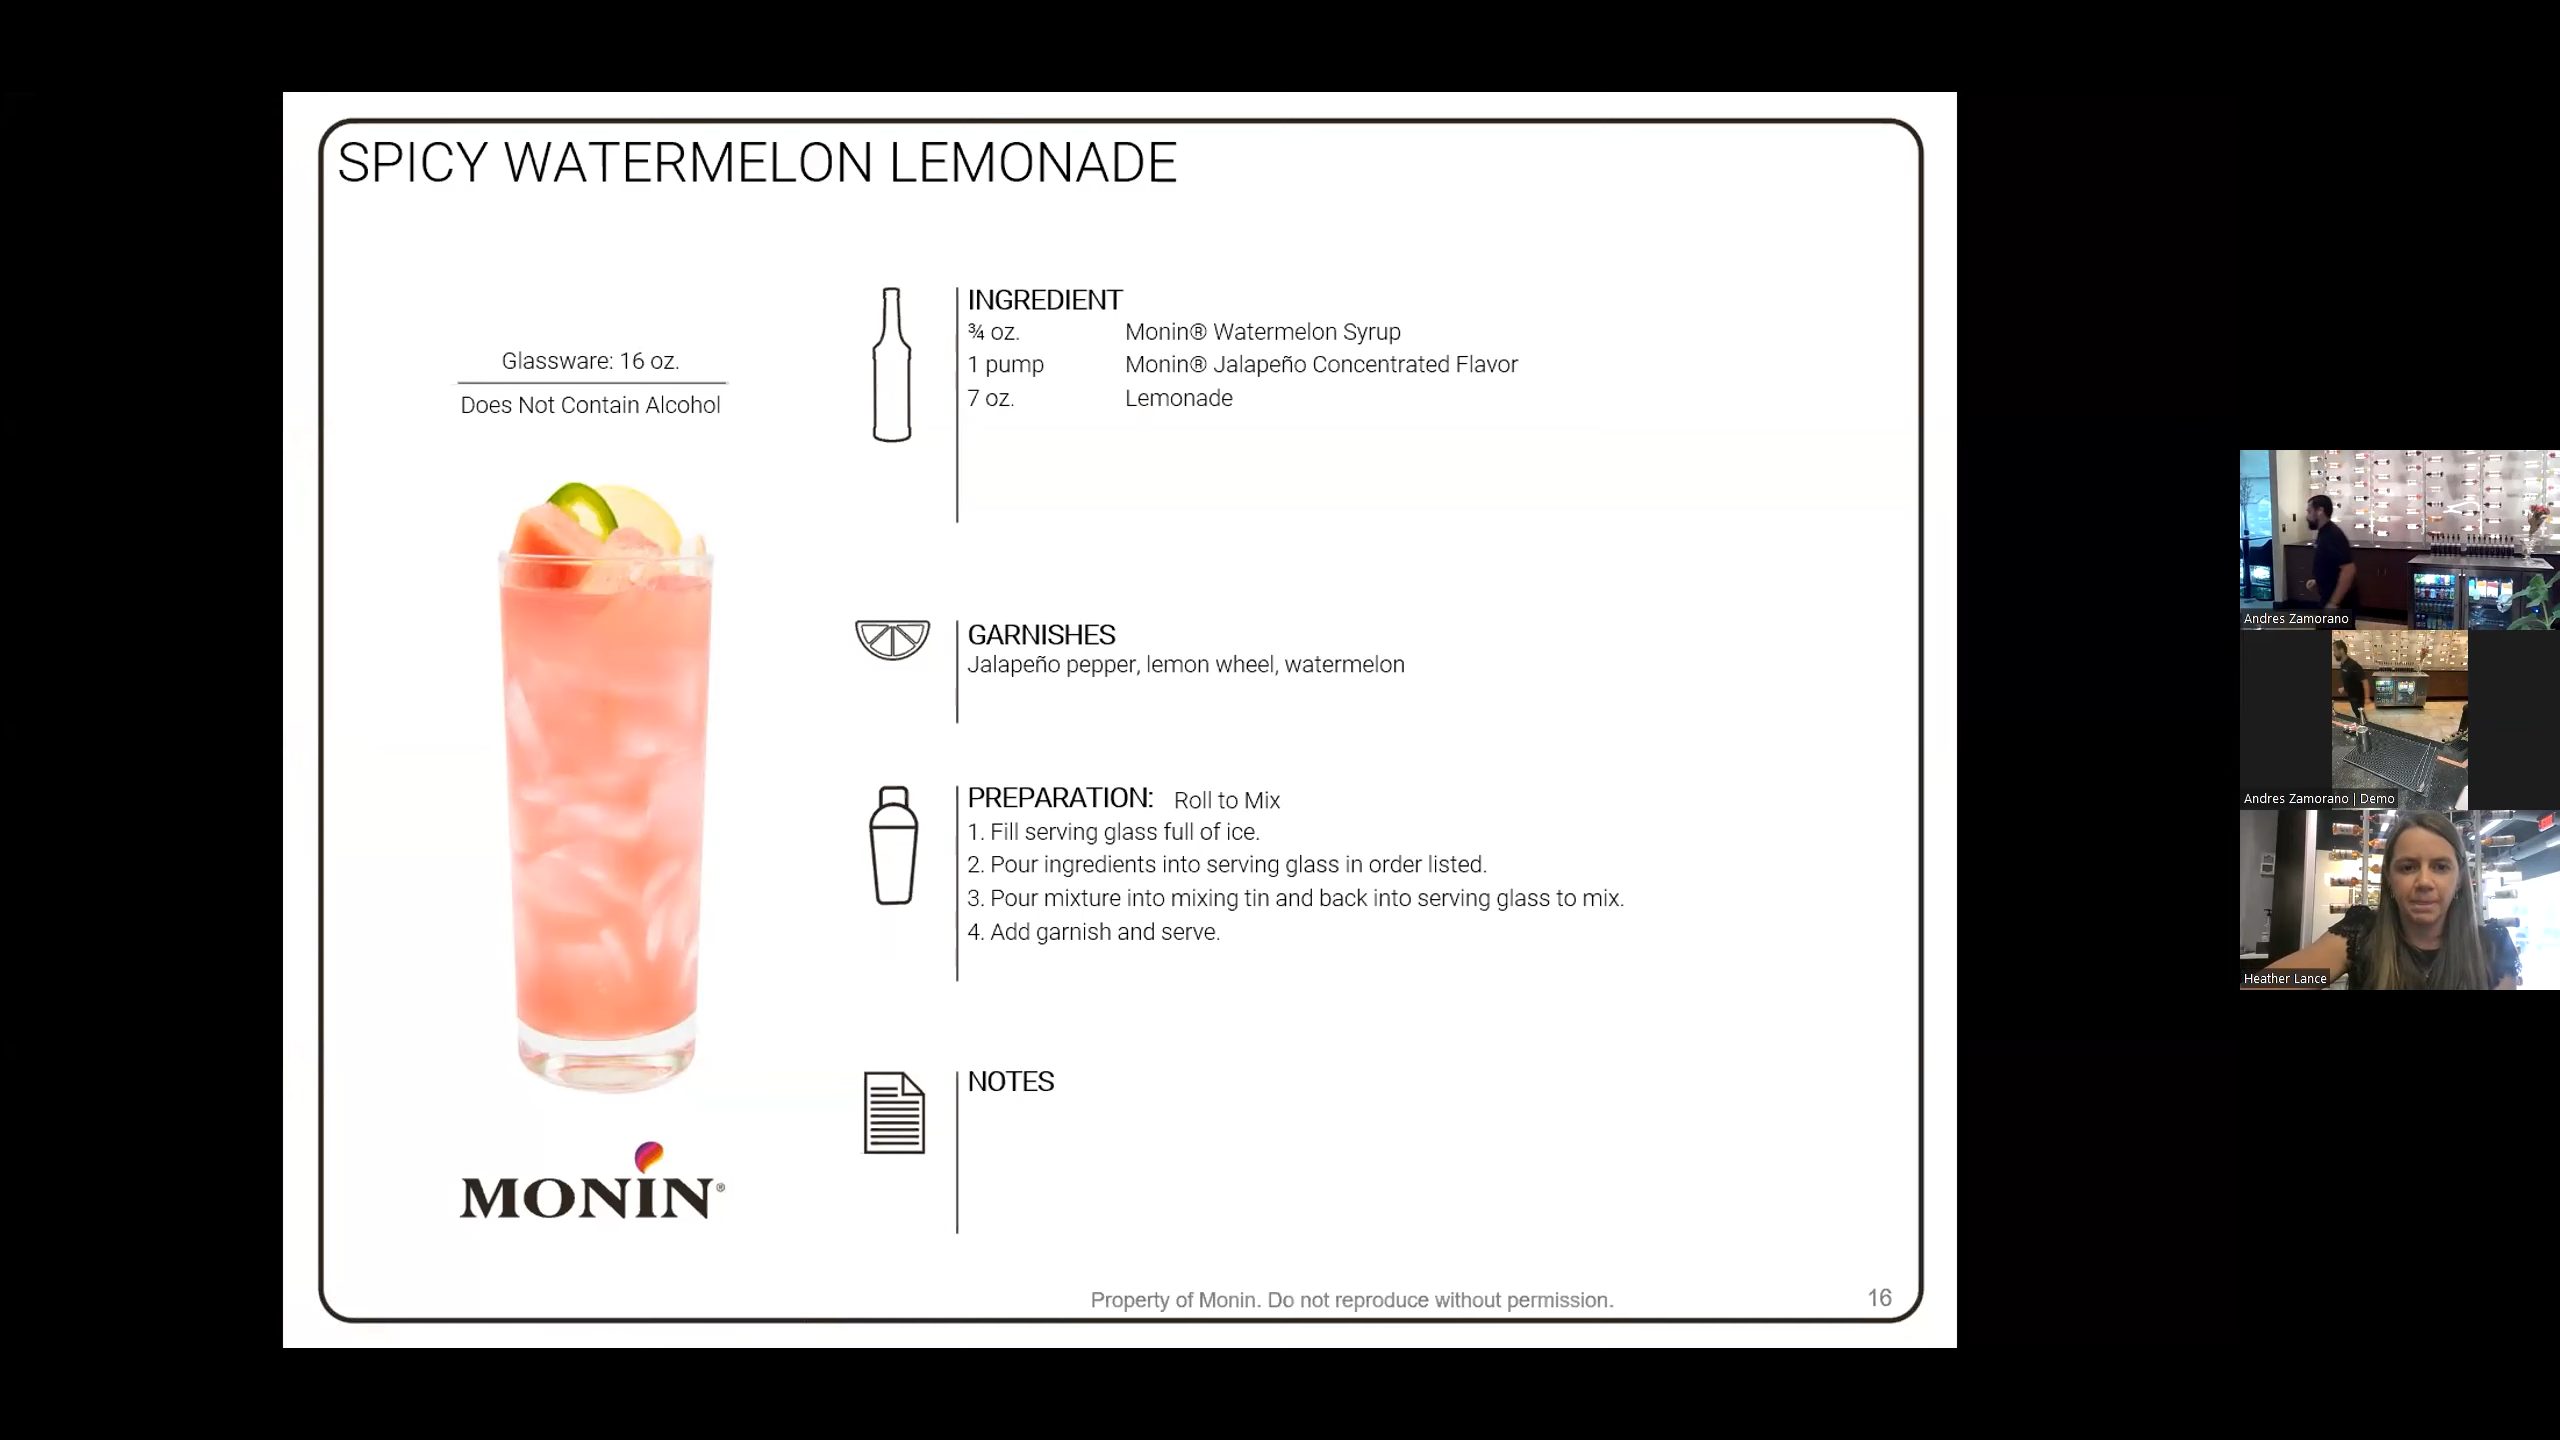 SPICY WATERMELON LEMONADE
Glassware: 16 oz.
Does Not Contain Alcohol
MONIN®
INGREDIENT
¾ oz. Monin® Watermelon Syrup
1 pump Monin® Jalapeño Concentrated Flavor
7 oz. Lemonade
GARNISHES
Jalapeño pepper, lemon wheel, watermelon
PREPARATION: Roll to Mix
1. Fill serving glass full of ice.
2. Pour ingredients into serving glass in order listed.
3. Pour mixture into mixing tin and back into serving glass to mix.
4. Add garnish and serve.
NOTES
Property of Monin. Do not reproduce without permission.
16
Andres Zamorano
Andres Zamorano | Demo
Heather Lance